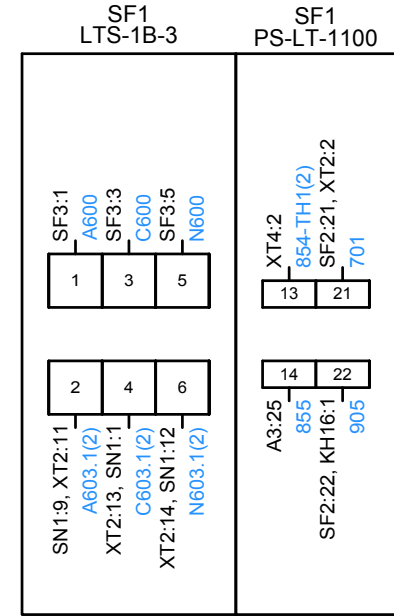 SF1
LTS-1B-3
SF1
PS-LT-1100
SF3:1
A600
SF3:3
C600
SF3:5
N600
XT4:2
854-TH1(2)
SF2:21, XT2:2
701
1
3
5
13
21
2
4
6
14
22
SN1:9, XT2:11
A603.1(2)
XT2:13, SN1:1
C603.1(2)
XT2:14, SN1:12
N603.1(2)
A3:25
855
SF2:22, KH16:1
905